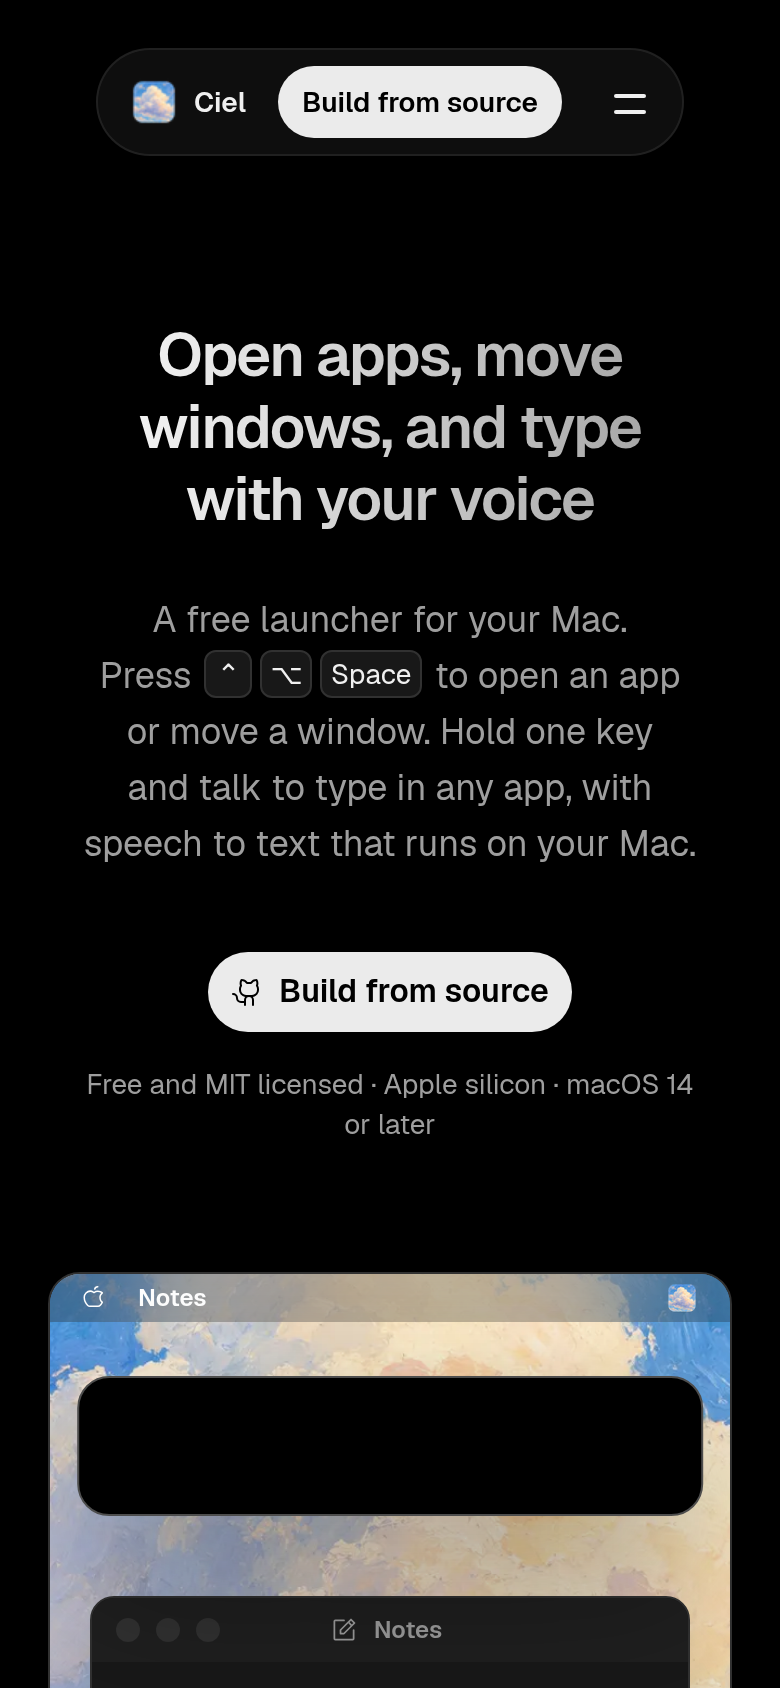 Ciel
Build from source
Open apps, move
windows, and type
with your voice
A free launcher for your Mac.
Press ⌃ ⌥ Space to open an app
or move a window. Hold one key
and talk to type in any app, with
speech to text that runs on your Mac.
Build from source
Free and MIT licensed · Apple silicon · macOS 14
or later
Notes
Notes